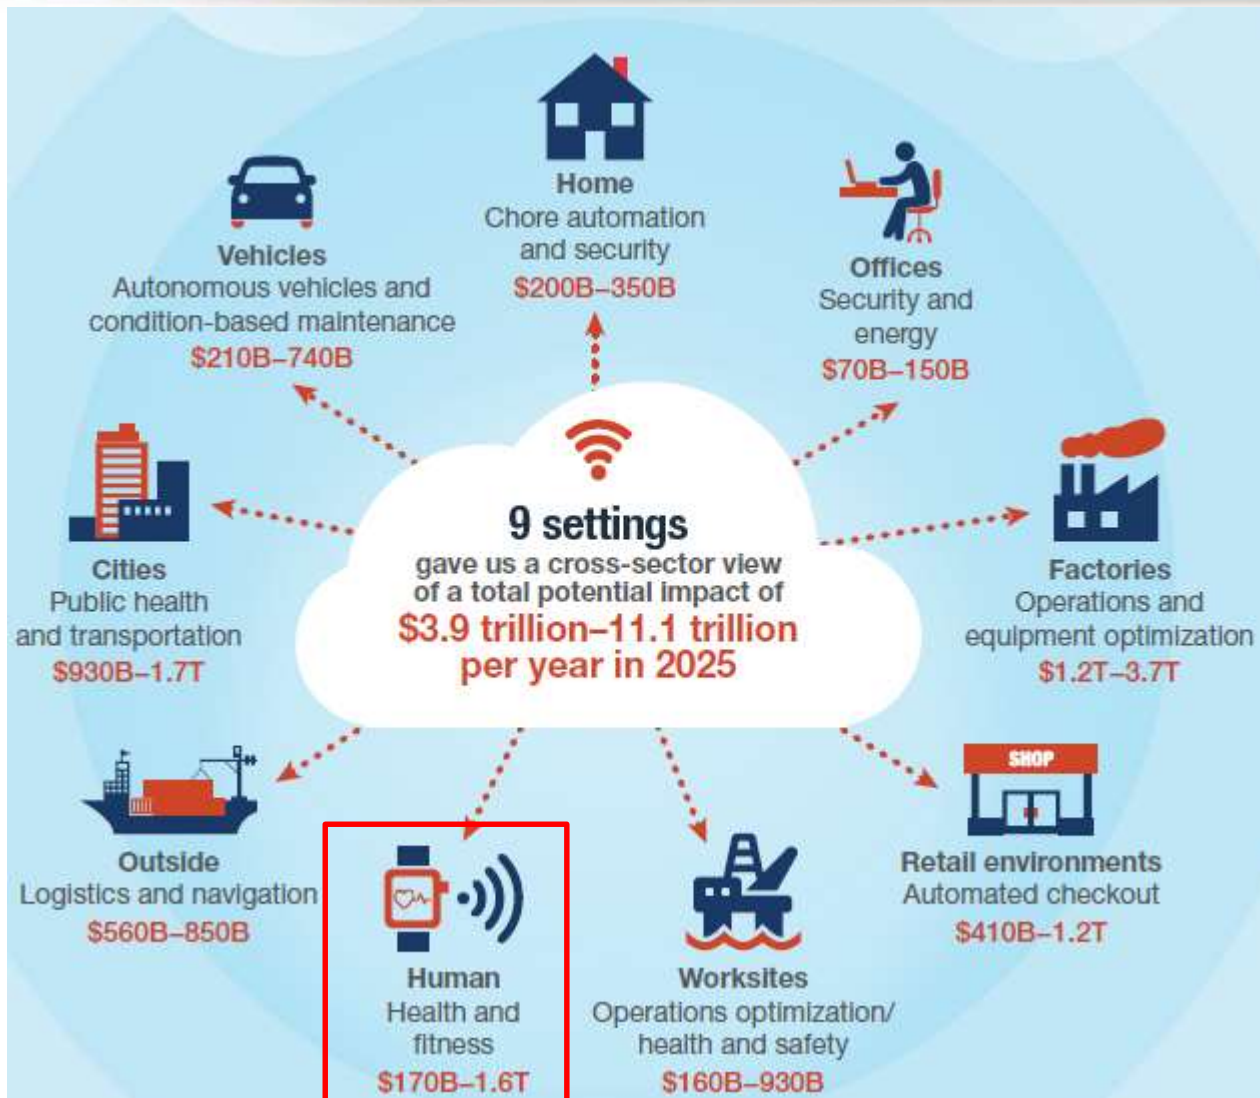 Home
Chore automation
and security
$200B–350B
Offices
Security and
energy
$70B–150B
Vehicles
Autonomous vehicles and
condition-based maintenance
$210B–740B
9 settings
gave us a cross-sector view
of a total potential impact of
$3.9 trillion–11.1 trillion
per year in 2025
Cities
Public health
and transportation
$930B–1.7T
Factories
Operations and
equipment optimization
$1.2T–3.7T
Outside
Logistics and navigation
$560B–850B
Human
Health and
fitness
$170B–1.6T
Worksites
Operations optimization/
health and safety
$160B–930B
SHOP
Retail environments
Automated checkout
$410B–1.2T